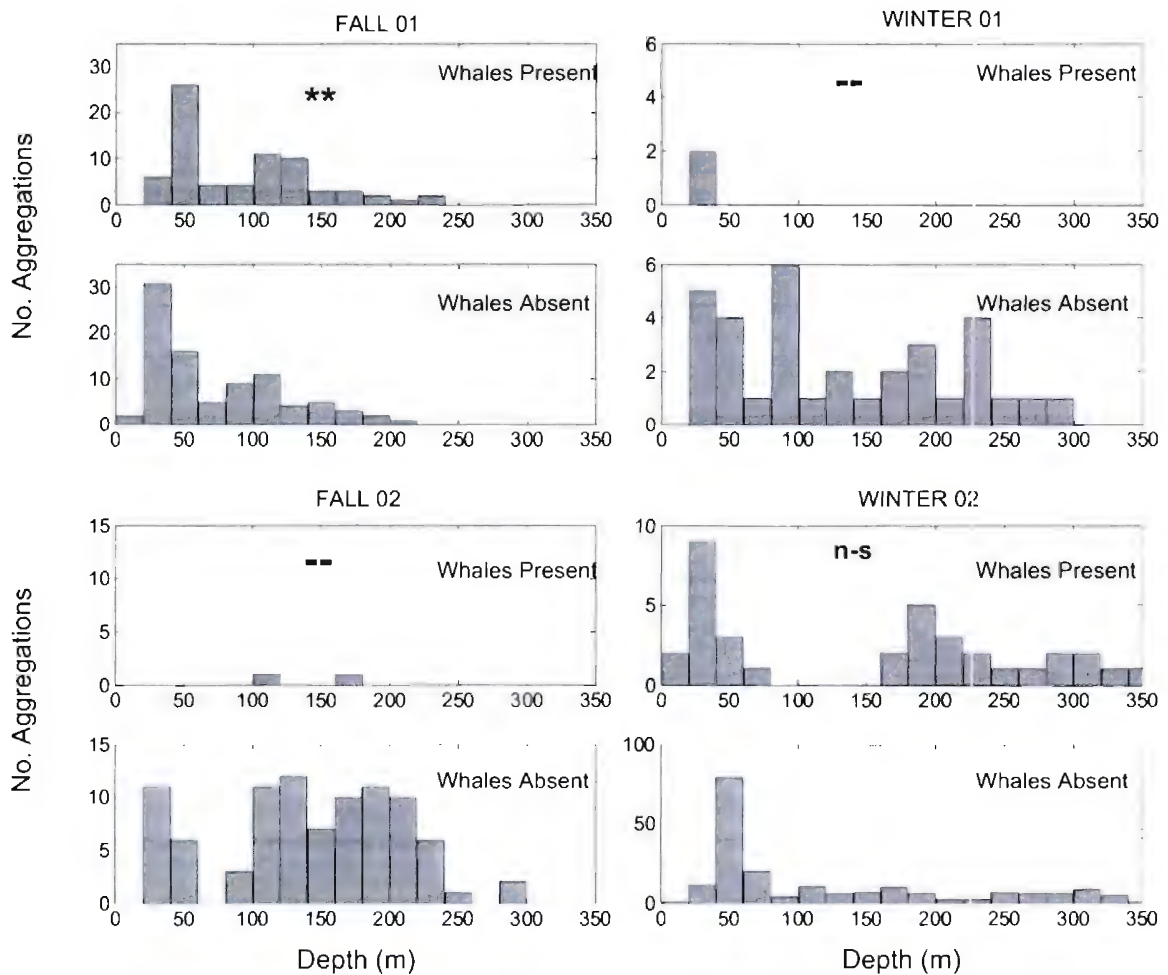 FALL 01
WINTER 01
No. Aggregations
30
20
10
0
Whales Present
**
0 50 100 150 200 250 300 350
6
4
2
0
Whales Present
--
0 50 100 150 200 250 300 350
30
20
10
0
Whales Absent
0 50 100 150 200 250 300 350
6
4
2
0
Whales Absent
0 50 100 150 200 250 300 350
FALL 02
WINTER 02
No. Aggregations
15
10
5
0
Whales Present
--
0 50 100 150 200 250 300 350
10
5
0
n-s
Whales Present
0 50 100 150 200 250 300 350
15
10
5
0
Whales Absent
0 50 100 150 200 250 300 350
Depth (m)
100
50
0
Whales Absent
0 50 100 150 200 250 300 350
Depth (m)